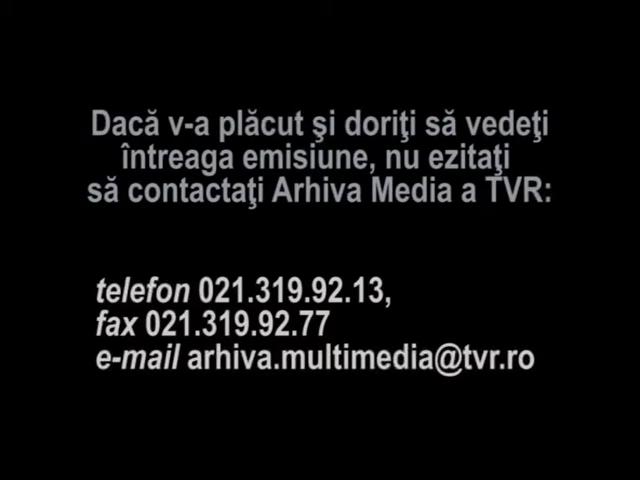 Dacă v-a plăcut şi doriţi să vedeţi
întreaga emisiune, nu ezitaţi
să contactaţi Arhiva Media a TVR:
telefon 021.319.92.13,
fax 021.319.92.77
e-mail arhiva.multimedia@tvr.ro